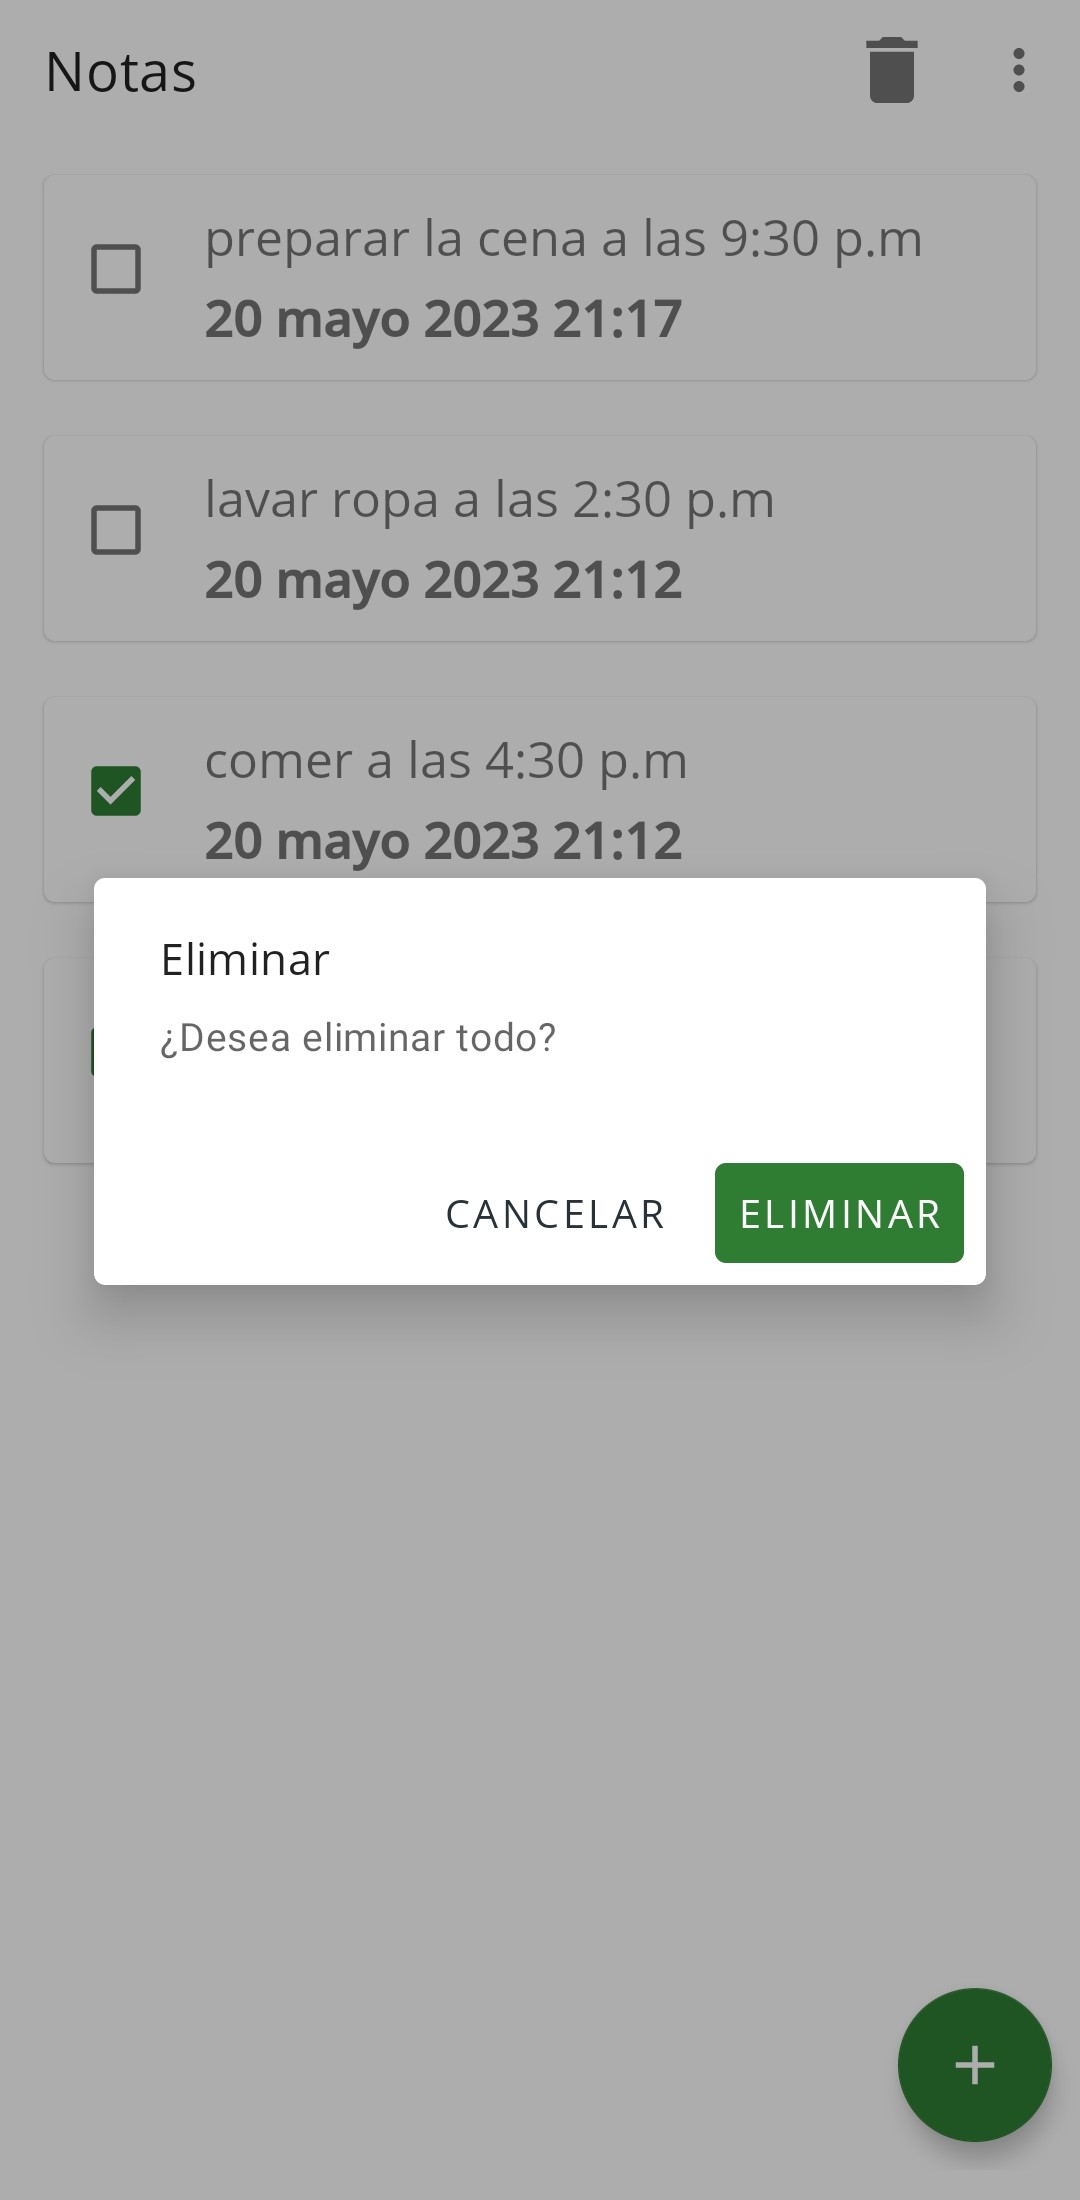 Notas
preparar la cena a las 9:30 p.m
20 mayo 2023 21:17
lavar ropa a las 2:30 p.m
20 mayo 2023 21:12
comer a las 4:30 p.m
20 mayo 2023 21:12
Eliminar
¿Desea eliminar todo?
CANCELAR
ELIMINAR